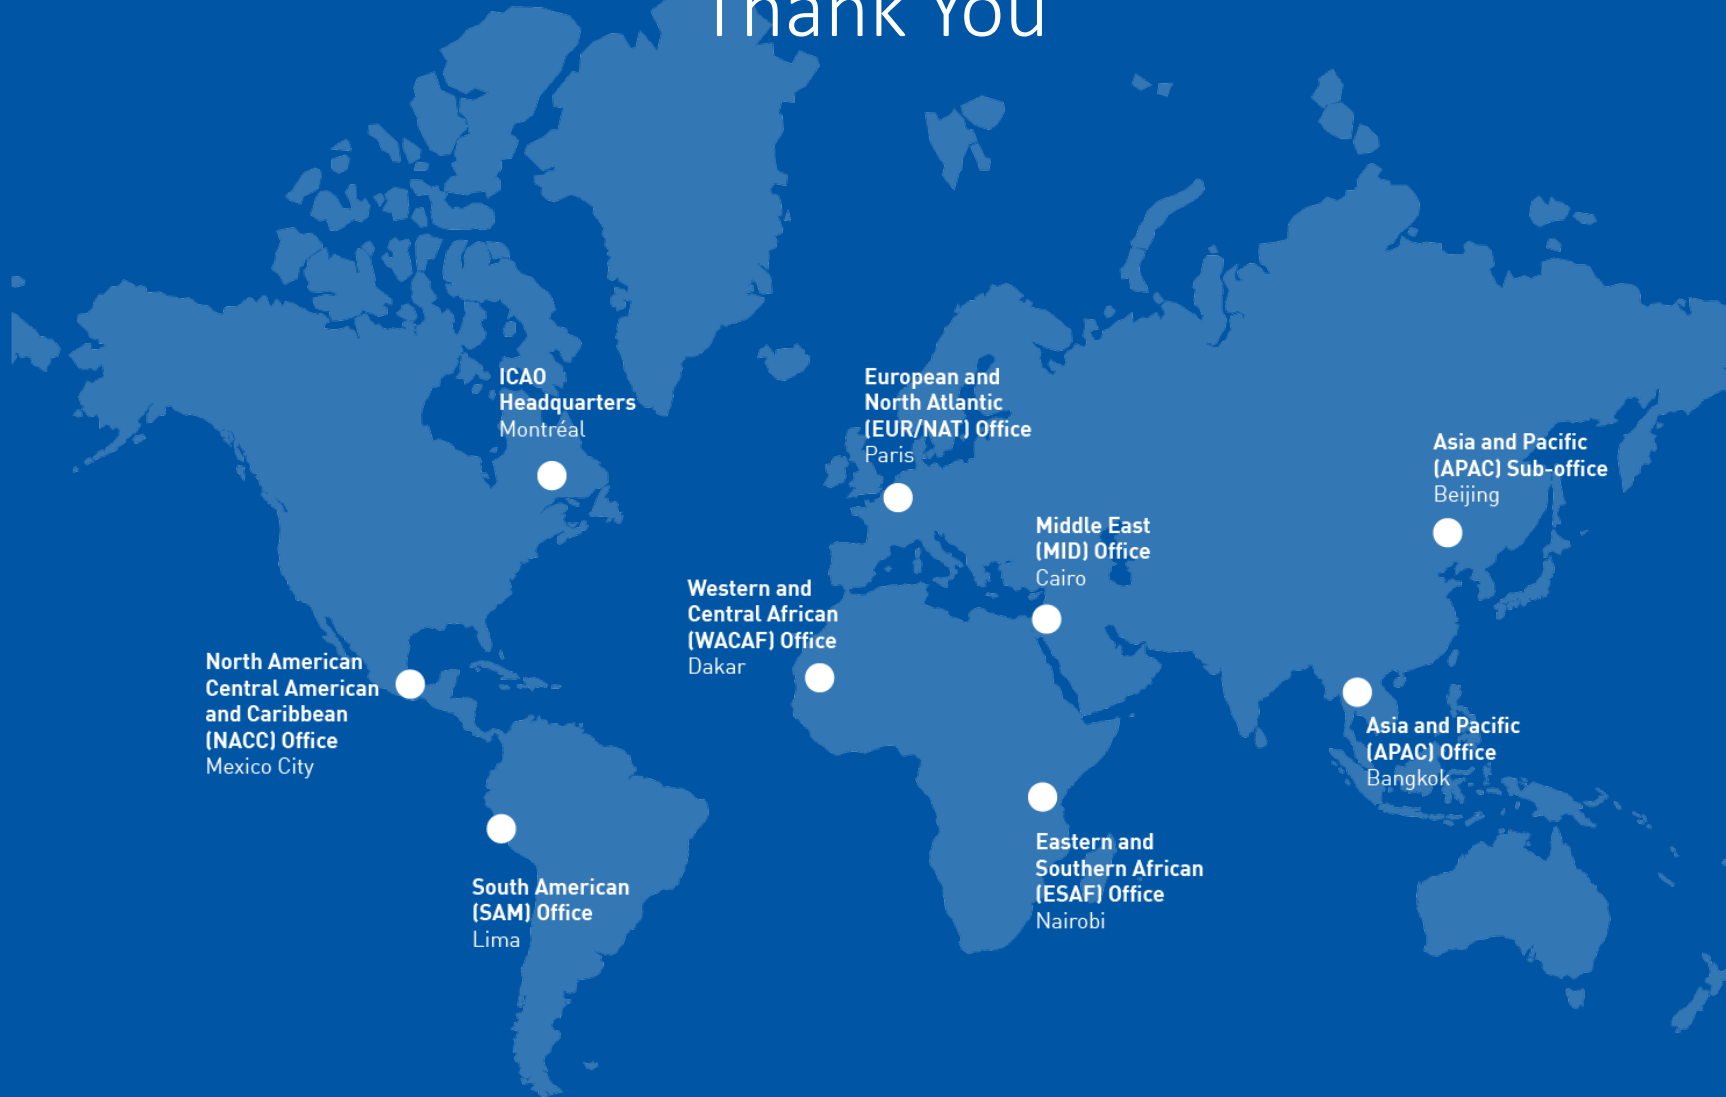 Thank You
ICAO
Headquarters
Montréal
European and
North Atlantic
(EUR/NAT) Office
Paris
Asia and Pacific
(APAC) Sub-office
Beijing
Middle East
(MID) Office
Cairo
Western and
Central African
(WACAF) Office
Dakar
North American
Central American
and Caribbean
(NACC) Office
Mexico City
Asia and Pacific
(APAC) Office
Bangkok
Eastern and
Southern African
(ESAF) Office
Nairobi
South American
(SAM) Office
Lima